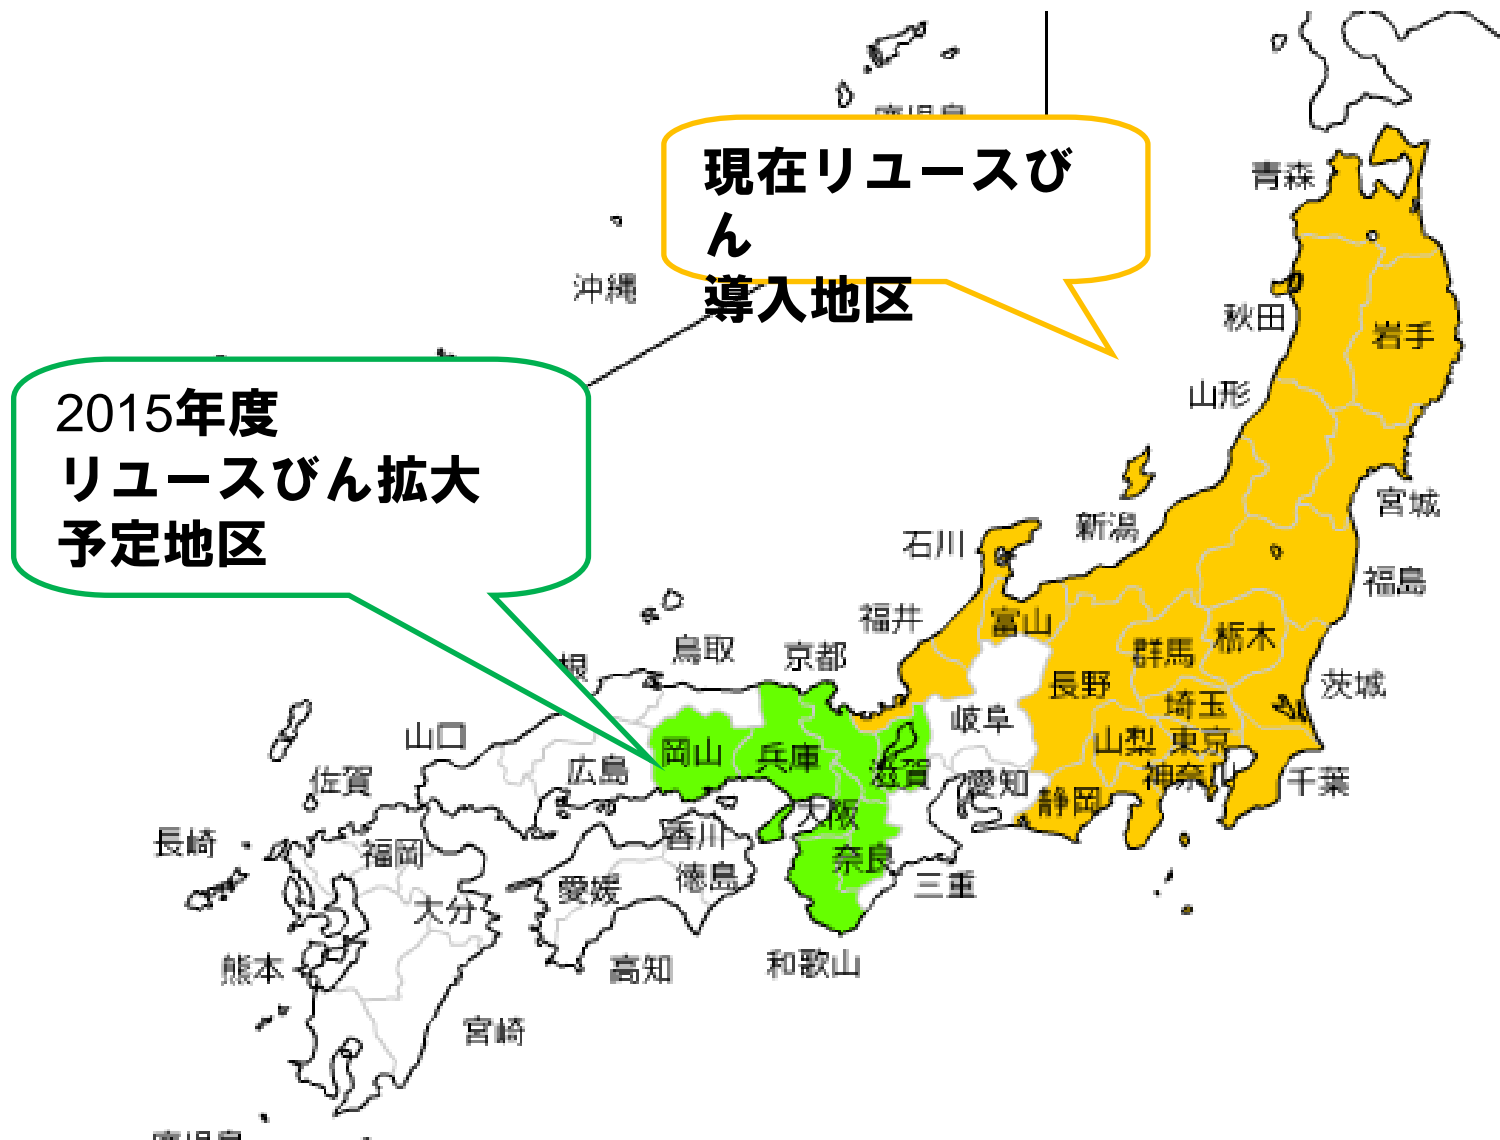 現在リユースび
ん
導入地区
2015年度
リユースびん拡大
予定地区
青森
秋田
岩手
山形
宮城
新潟
福島
石川
富山
福井
群馬
栃木
長野
茨城
埼玉
岐阜
山梨
東京
神奈川
千葉
愛知
静岡
沖縄
根
鳥取
京都
岡山
兵庫
滋賀
大阪
奈良
三重
和歌山
山口
広島
佐賀
香川
徳島
愛媛
高知
長崎
福岡
大分
熊本
宮崎